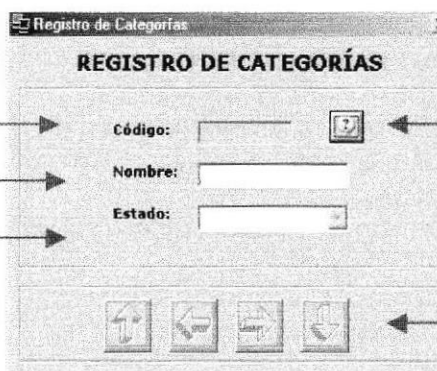 Registro de Categorías
REGISTRO DE CATEGORÍAS
Código:
?
Nombre:
Estado: